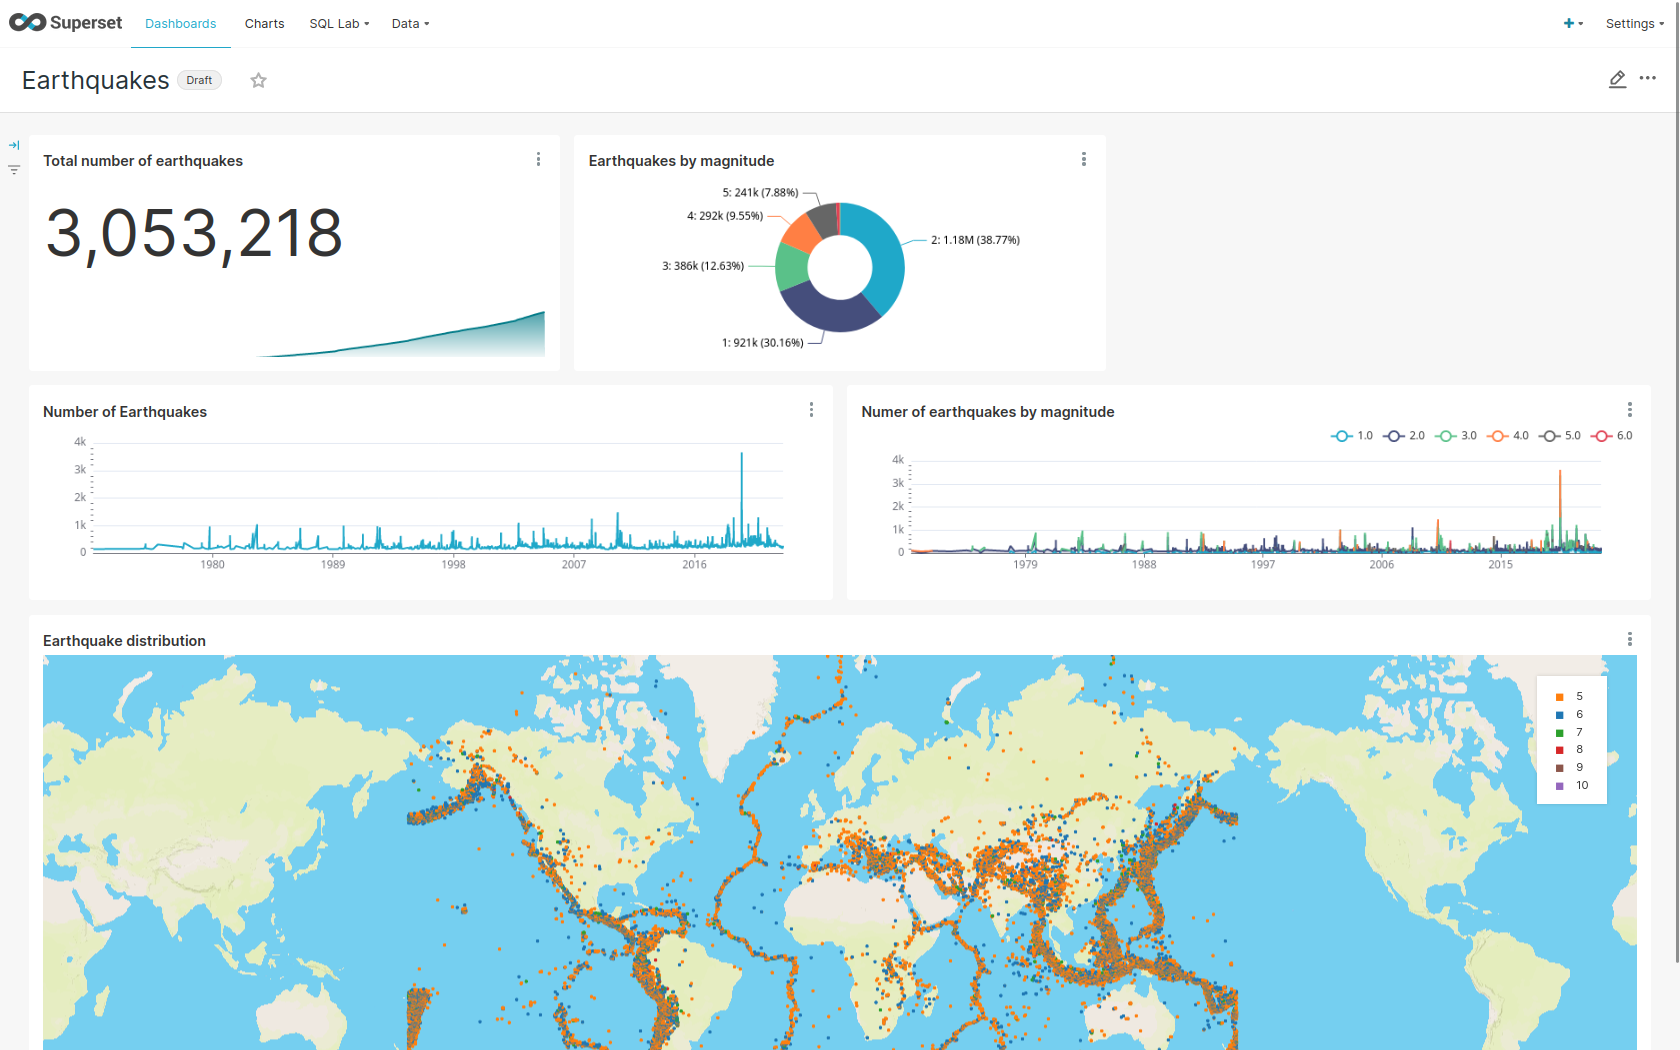 Superset
Dashboards Charts SQL Lab Data Settings
Earthquakes Draft
Total number of earthquakes
3,053,218
Earthquakes by magnitude
5: 241k (7.88%)
4: 292k (9.55%)
2: 1.18M (38.77%)
3: 386k (12.63%)
1: 921k (30.16%)
Number of Earthquakes
4k
3k
2k
1k
0
1980 1989 1998 2007 2016
Numer of earthquakes by magnitude
1.0 2.0 3.0 4.0 5.0 6.0
4k
3k
2k
1k
0
1979 1988 1997 2006 2015
Earthquake distribution
5
6
7
8
9
10